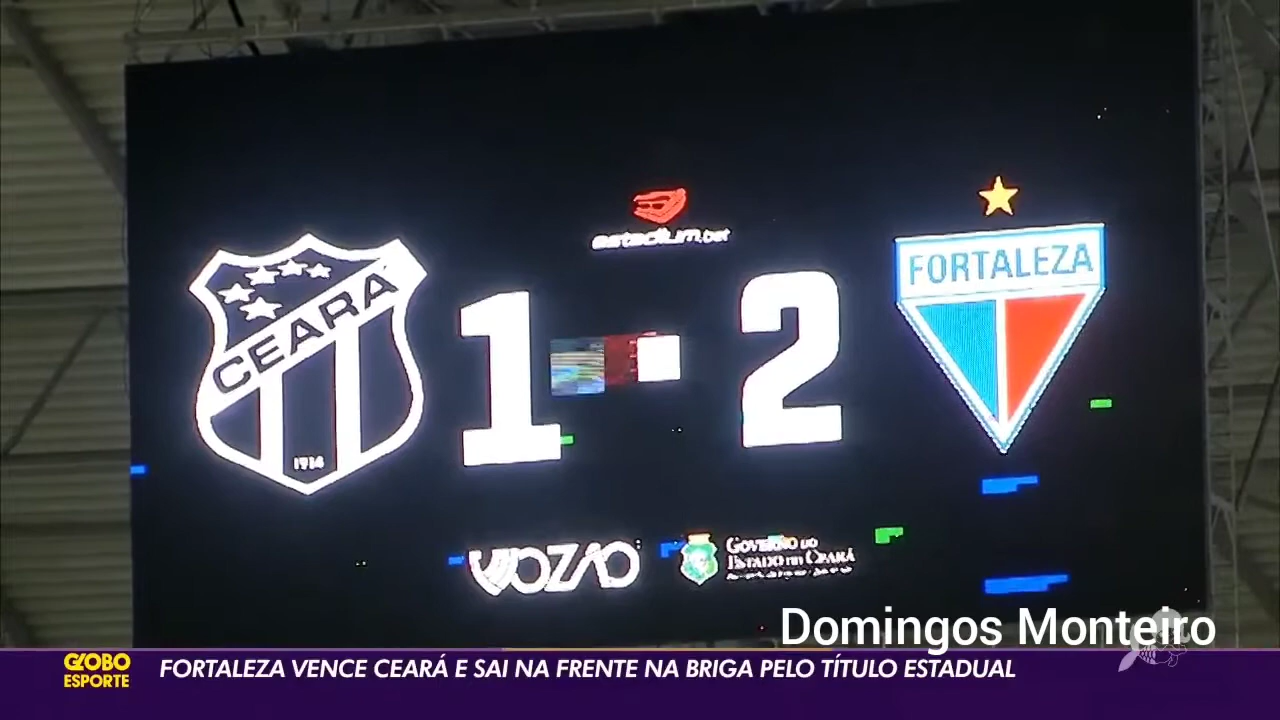 estadium.bet
FORTALEZA
CEARÁ
1
2
1914
VOZÃO
GOVERNO DO
ESTADO DO CEARÁ
Domingos Monteiro
GLOBO
ESPORTE
FORTALEZA VENCE CEARÁ E SAI NA FRENTE NA BRIGA PELO TÍTULO ESTADUAL